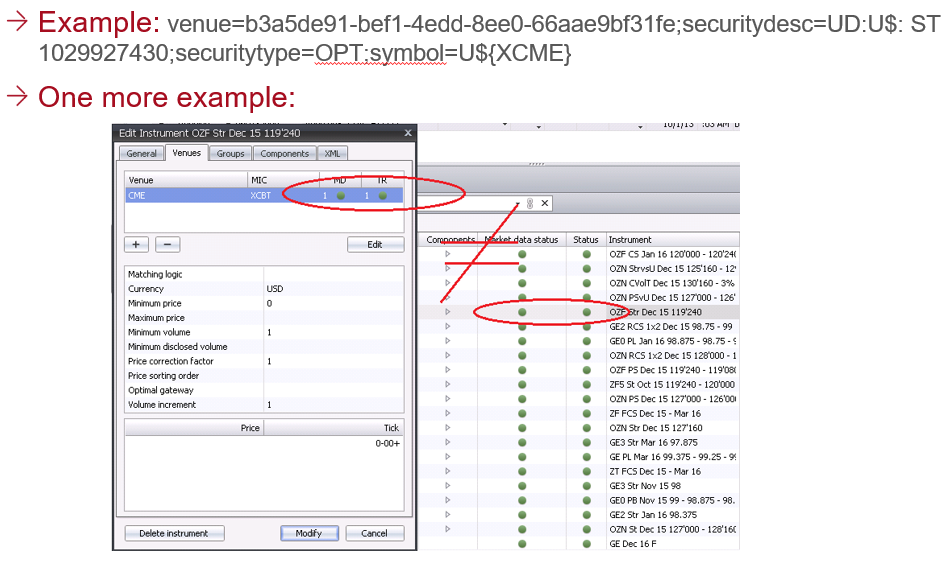 → Example: venue=b3a5de91-bef1-4edd-8ee0-66aae9bf31fe;securitydesc=UD:U$: ST
1029927430;securitytype=OPT;symbol=U${XCME}
→ One more example:
10/1/13
Edit Instrument OZF Str Dec 15 119'240
General Venues Groups Components XML
Venue MIC MD TR
CME XCBT 1 1
+ − Edit
Matching logic
Currency USD
Minimum price 0
Maximum price
Minimum volume 1
Minimum disclosed volume
Price correction factor 1
Price sorting order
Optimal gateway
Volume increment 1
Price Tick
0-00+
Delete instrument Modify Cancel
Components Market data status Status Instrument
OZF CS Jan 16 120'000 - 120'24
OZN StrvsU Dec 15 125'160 - 12
OZN CVolT Dec 15 130'160 - 3%
OZN PSvU Dec 15 127'000 - 126'
OZF Str Dec 15 119'240
GE2 RCS 1x2 Dec 15 98.75 - 99
GE0 PL Jan 16 98.875 - 98.75 - 9
OZN RCS 1x2 Dec 15 128'000 - 1
OZF PS Dec 15 119'240 - 119'08
ZF5 St Oct 15 119'240 - 120'000
OZN PS Dec 15 127'000 - 126'00
ZF FCS Dec 15 - Mar 16
OZN Str Dec 15 127'160
GE3 Str Mar 16 97.875
GE PL Mar 16 99.375 - 99.25 - 9
ZT FCS Dec 15 - Mar 16
GE3 Str Nov 15 98
GE0 PB Nov 15 99 - 98.875 - 98.
GE2 Str Jan 16 98.375
OZN St Dec 15 127'000 - 128'16
GE Dec 16 F